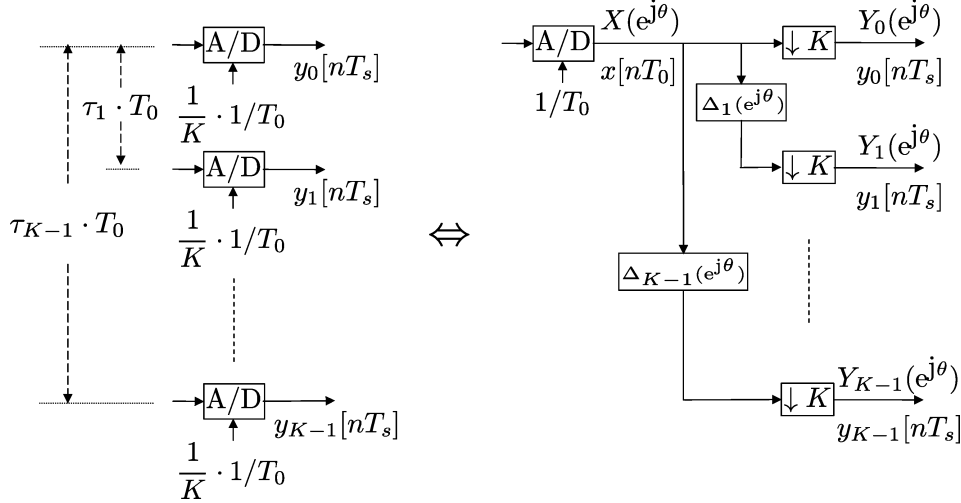 A/D
y₀[nTₛ]
1/K · 1/T₀
τ₁ · T₀
A/D
y₁[nTₛ]
1/K · 1/T₀
τ_{K−1} · T₀
A/D
y_{K−1}[nTₛ]
1/K · 1/T₀
⇔
A/D
1/T₀
X(e^{jθ})
x[nT₀]
↓ K
Y₀(e^{jθ})
y₀[nTₛ]
Δ₁(e^{jθ})
↓ K
Y₁(e^{jθ})
y₁[nTₛ]
Δ_{K−1}(e^{jθ})
↓ K
Y_{K−1}(e^{jθ})
y_{K−1}[nTₛ]